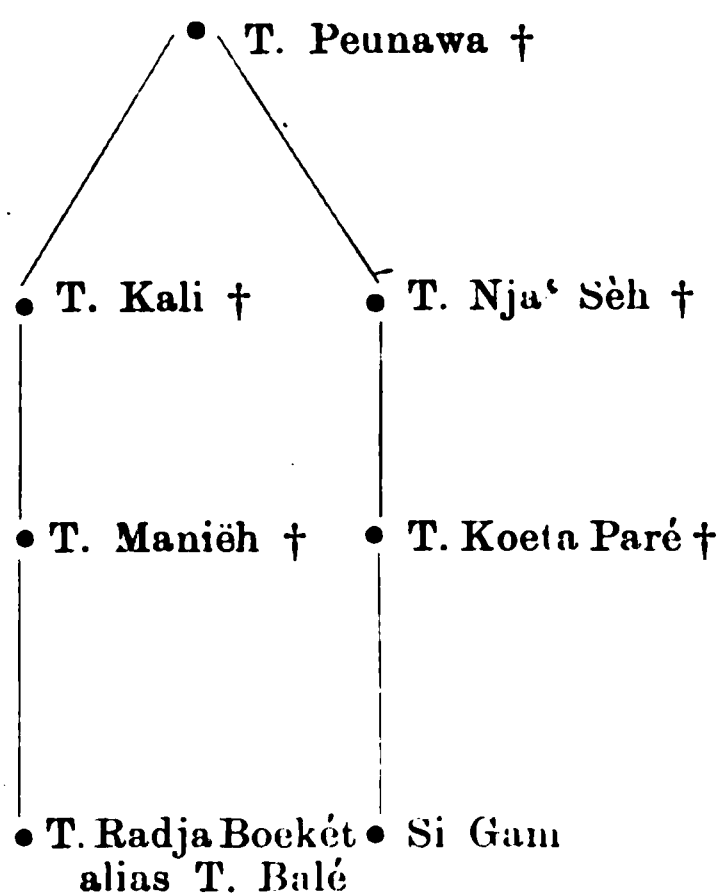 T. Peunawa †
T. Kali †
T. Nja‘ Sèh †
T. Maniëh †
T. Koeta Paré †
T. Radja Boekét
alias T. Balé
Si Gam